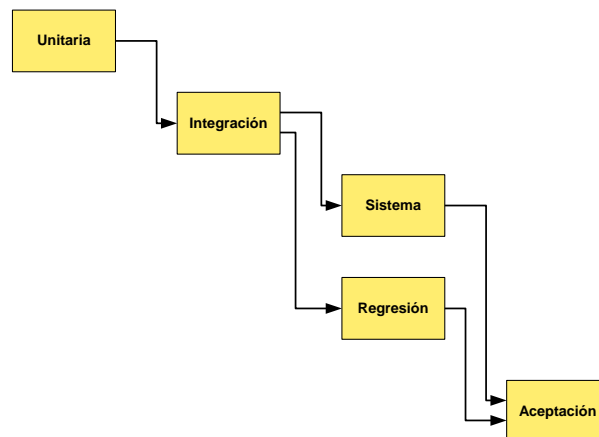 Unitaria
Integración
Sistema
Regresión
Aceptación